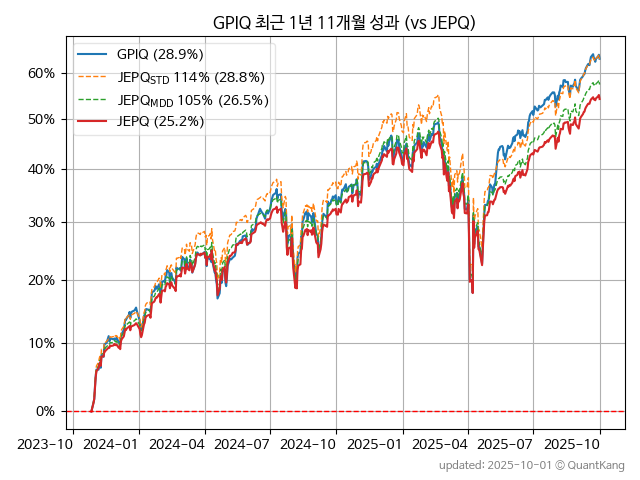 GPIQ 최근 1년 11개월 성과 (vs JEPQ)
GPIQ (28.9%)
JEPQSTD 114% (28.8%)
JEPQMDD 105% (26.5%)
JEPQ (25.2%)
60%
50%
40%
30%
20%
10%
0%
2023-10 2024-01 2024-04 2024-07 2024-10 2025-01 2025-04 2025-07 2025-10
updated: 2025-10-01 © QuantKang